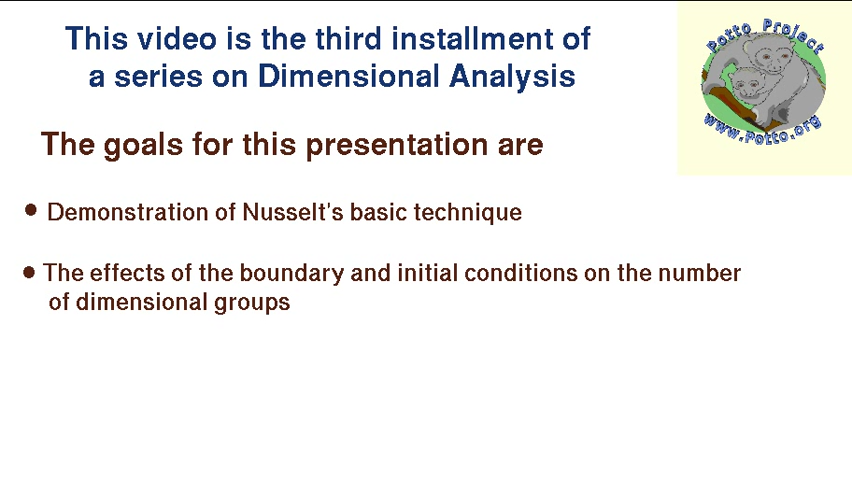 This video is the third installment of
a series on Dimensional Analysis
Potto Project
www.Potto.org
The goals for this presentation are
• Demonstration of Nusselt's basic technique
• The effects of the boundary and initial conditions on the number
of dimensional groups